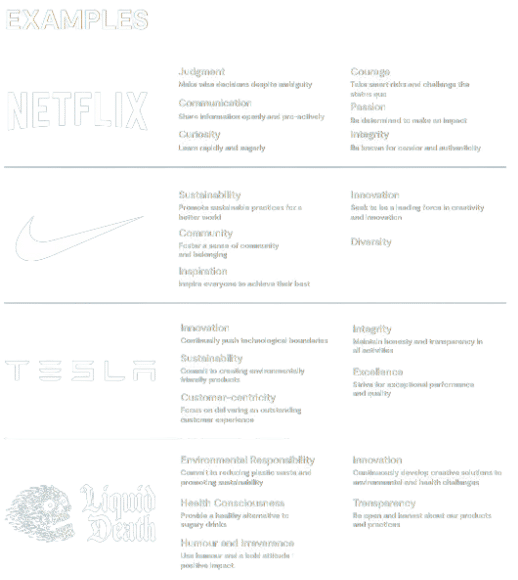 EXAMPLES
NETFLIX
Judgment
Make wise decisions despite ambiguity
Communication
Share information openly and pro-actively
Curiosity
Learn rapidly and eagerly
Courage
Take smart risks and challenge the
status quo
Passion
Be determined to make an impact
Integrity
Be known for candor and authenticity
Sustainability
Promote sustainable practices for a
better world
Community
Foster a sense of community
and belonging
Inspiration
Inspire everyone to achieve their best
Innovation
Seek to be a leading force in creativity
and innovation
Diversity
TESLA
Innovation
Continually push technological boundaries
Sustainability
Commit to creating environmentally
friendly products
Customer-centricity
Focus on delivering an outstanding
customer experience
Integrity
Maintain honesty and transparency in
all activities
Excellence
Strive for exceptional performance
and quality
Liquid
Death
Environmental Responsibility
Commit to reducing plastic waste and
promoting sustainability
Health Consciousness
Provide a healthy alternative to
sugary drinks
Humour and Irreverence
Use humour and a bold attitude
positive impact.
Innovation
Continuously develop creative solutions to
environmental and health challenges
Transparency
Be open and honest about our products
and practices